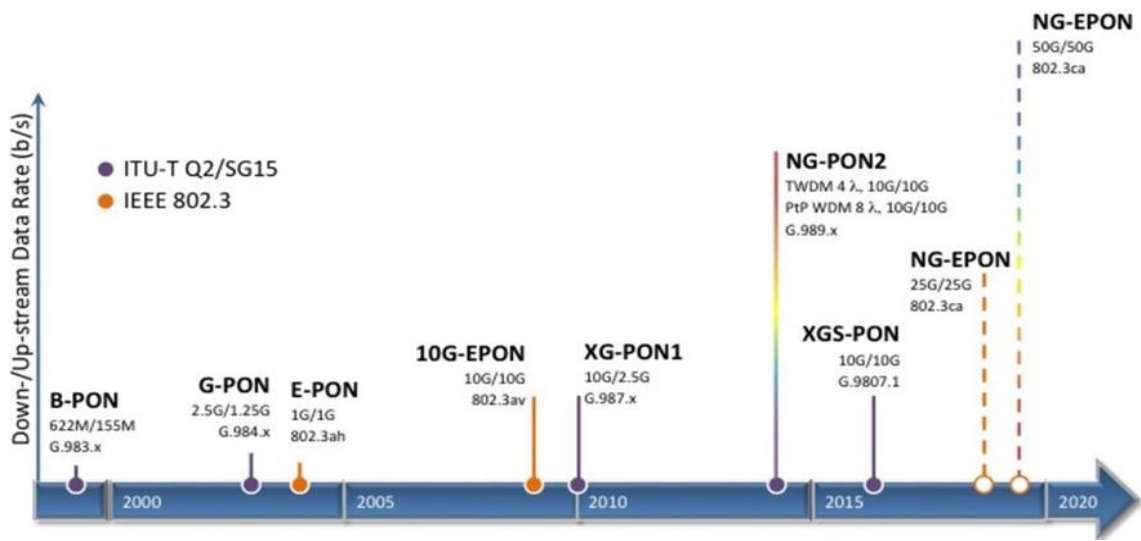 NG-EPON
50G/50G
802.3ca
Down-/Up-stream Data Rate (b/s)
ITU-T Q2/SG15
IEEE 802.3
NG-PON2
TWDM 4 λ, 10G/10G
PtP WDM 8 λ, 10G/10G
G.989.x
NG-EPON
25G/25G
802.3ca
XGS-PON
10G/10G
G.9807.1
10G-EPON
10G/10G
802.3av
XG-PON1
10G/2.5G
G.987.x
G-PON
2.5G/1.25G
G.984.x
E-PON
1G/1G
802.3ah
B-PON
622M/155M
G.983.x
2000
2005
2010
2015
2020